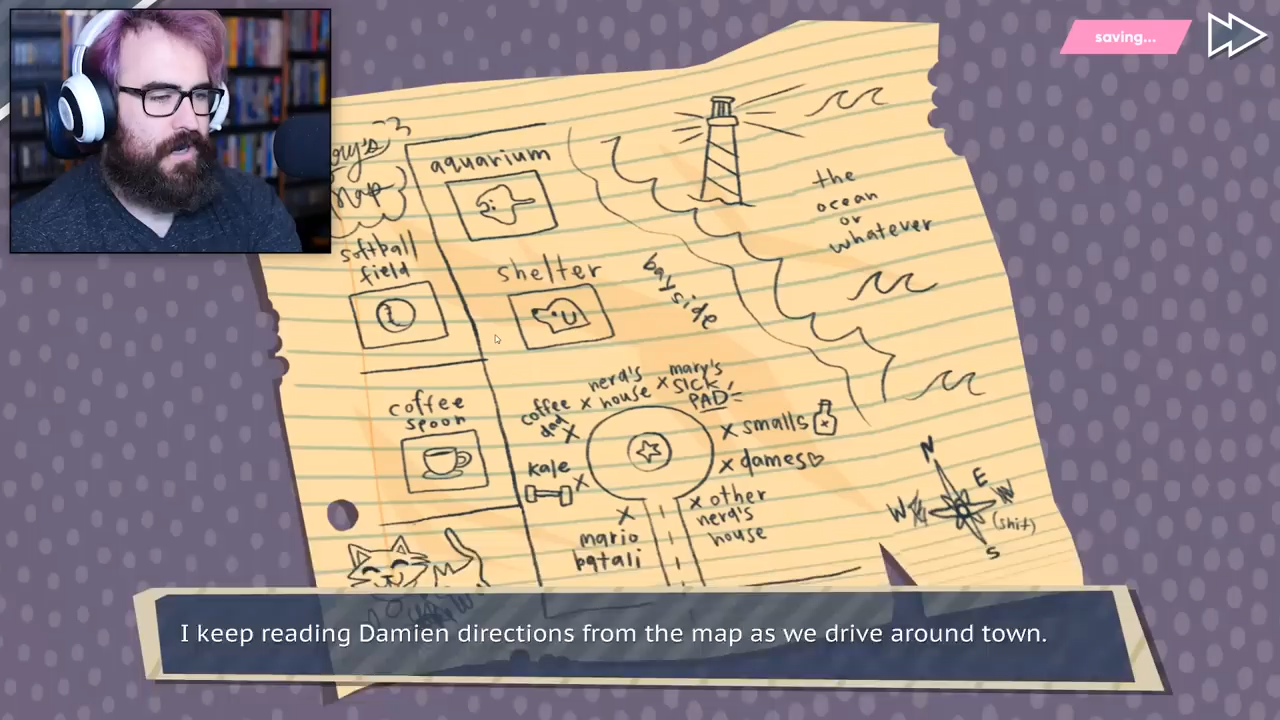 saving...
map
aquarium
softball
field
shelter
the
ocean
or
whatever
bayside
coffee
spoon
coffee
dad
nerd's
house
mary's
SICK
PAD
smalls
dames
Kale
other
nerd's
house
mario
batali
N
E
W
W
(shit)
S
I keep reading Damien directions from the map as we drive around town.